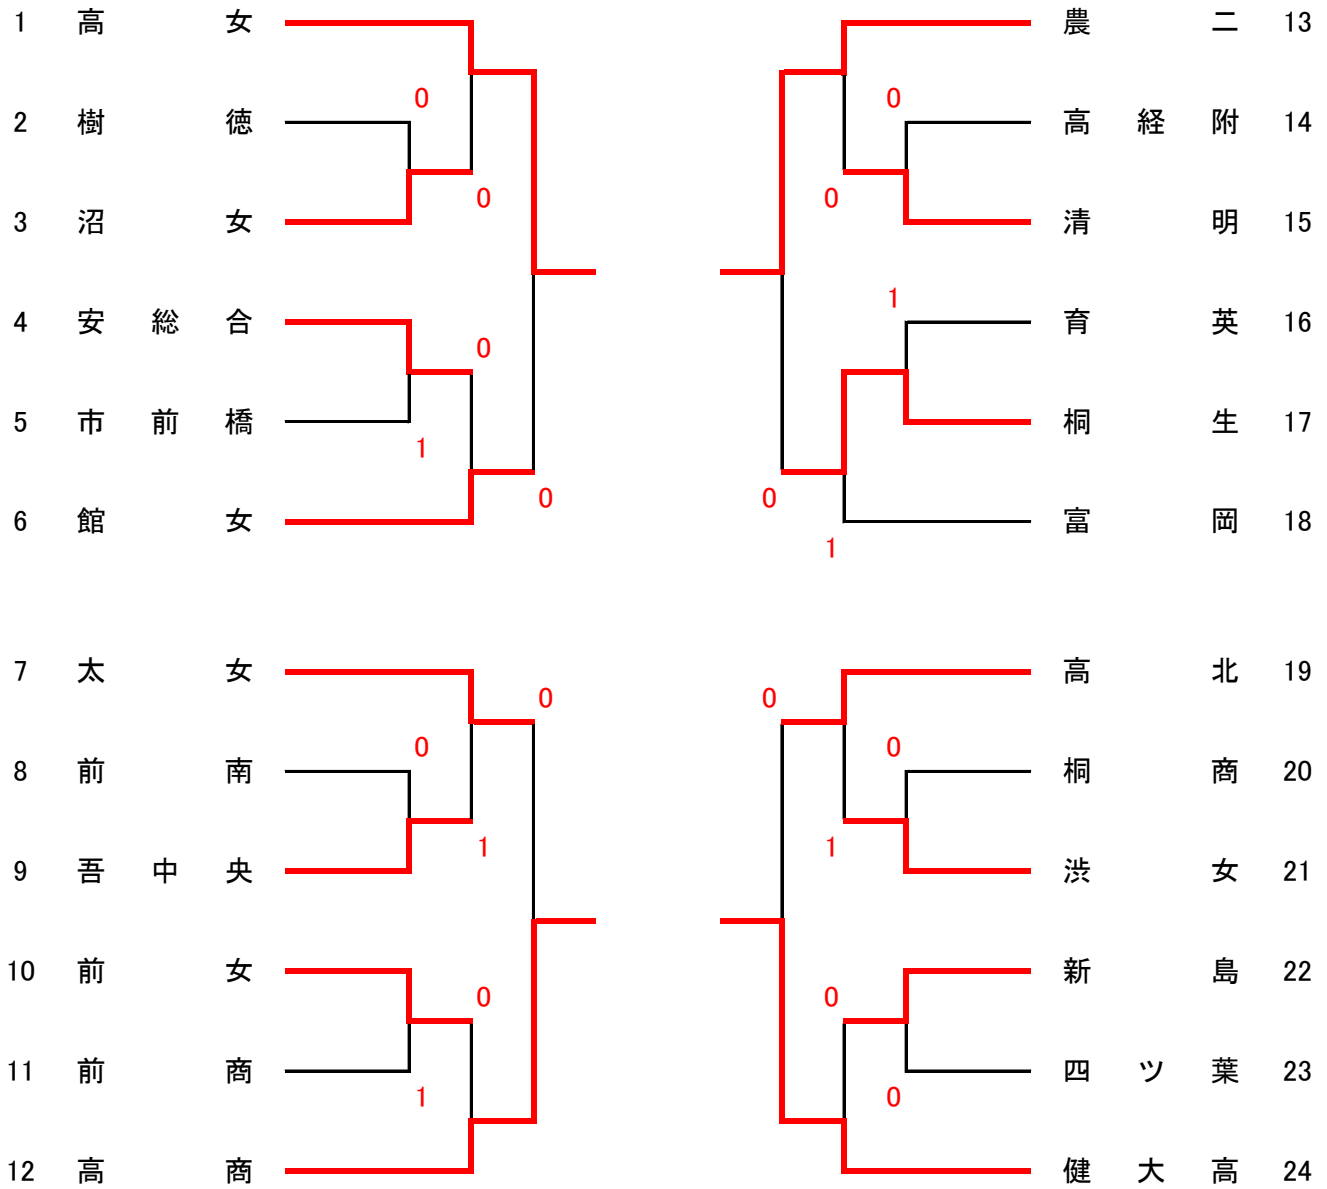 1 高女 農二 13
0 0
2 樹徳 高経附 14
0 0
3 沼女 清明 15
1
4 安総合 育英 16
0
5 市前橋 桐生 17
1
0 0
6 館女 富岡 18
1
7 太女 高北 19
0 0
0 0
8 前南 桐商 20
1 1
9 吾中央 渋女 21
10 前女 新島 22
0 0
11 前商 四ツ葉 23
1 0
12 高商 健大高 24